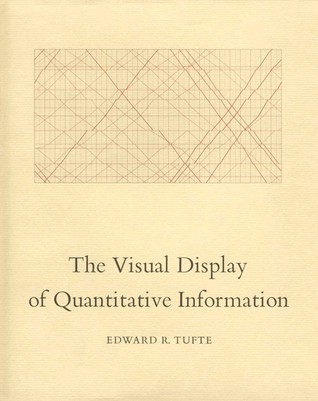 The Visual Display
of Quantitative Information
EDWARD R. TUFTE